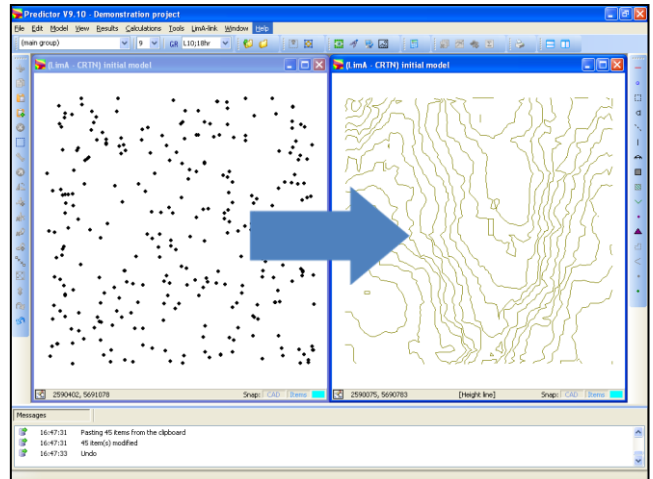 Predictor V9.10 - Demonstration project
File Edit Model View Results Calculations Tools LimA-link Window Help
(main group) 9 GR L10;18hr
(LimA - CRTN) initial model
(LimA - CRTN) initial model
2590402, 5691078 Snap: CAD Items
2590075, 5690783 [Height line] Snap: CAD Items
Messages
16:47:31 Pasting 45 items from the clipboard
16:47:31 45 item(s) modified
16:47:33 Undo